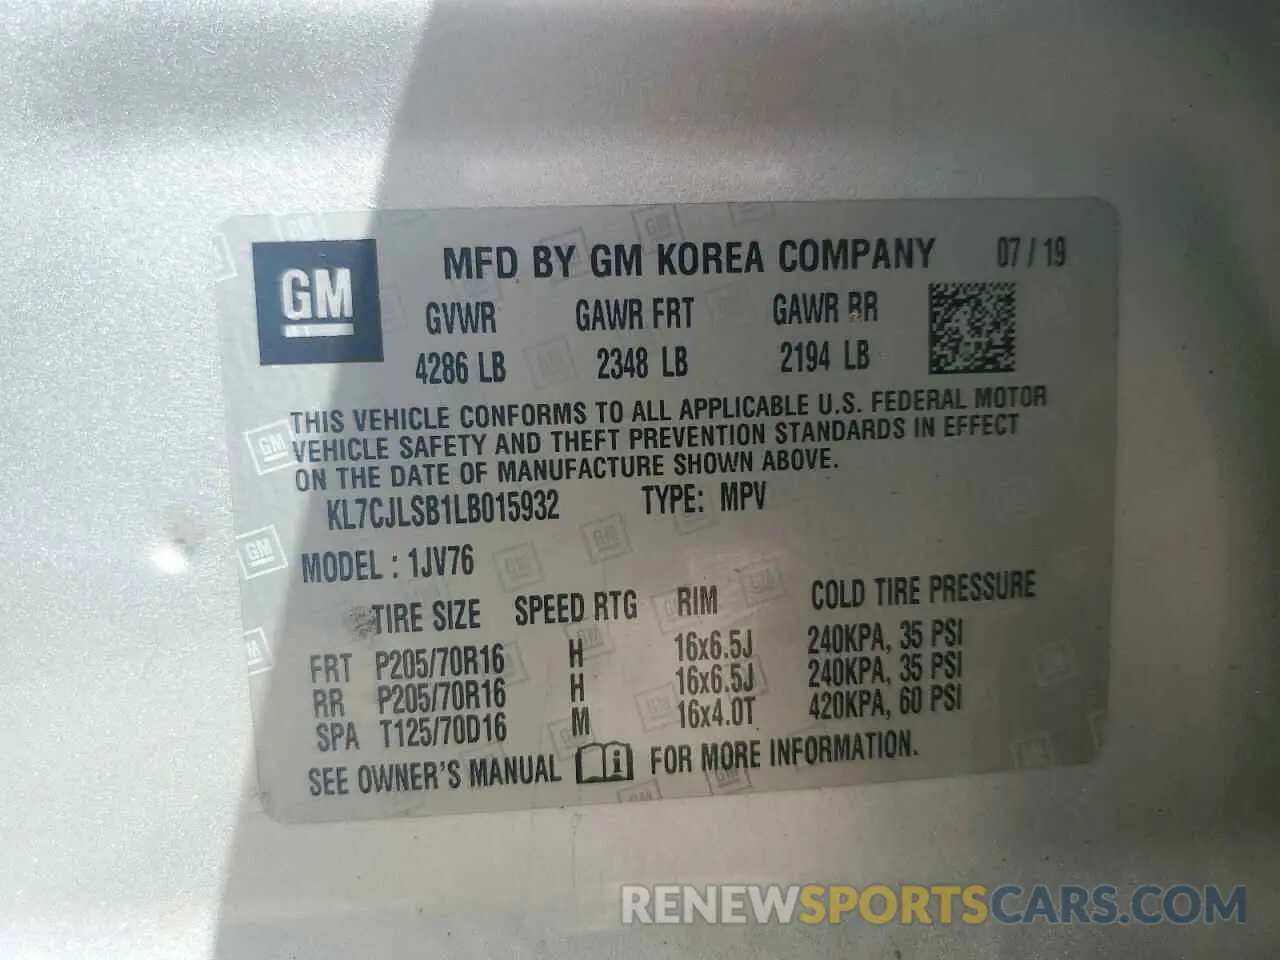 GM
MFD BY GM KOREA COMPANY 07 / 19
GVWR GAWR FRT GAWR RR
4286 LB 2348 LB 2194 LB
THIS VEHICLE CONFORMS TO ALL APPLICABLE U.S. FEDERAL MOTOR
VEHICLE SAFETY AND THEFT PREVENTION STANDARDS IN EFFECT
ON THE DATE OF MANUFACTURE SHOWN ABOVE.
KL7CJLSB1LB015932 TYPE: MPV
MODEL : 1JV76
TIRE SIZE SPEED RTG RIM COLD TIRE PRESSURE
FRT P205/70R16 H 16x6.5J 240KPA, 35 PSI
RR P205/70R16 H 16x6.5J 240KPA, 35 PSI
SPA T125/70D16 M 16x4.0T 420KPA, 60 PSI
SEE OWNER'S MANUAL FOR MORE INFORMATION.
RENEWSPORTSCARS.COM